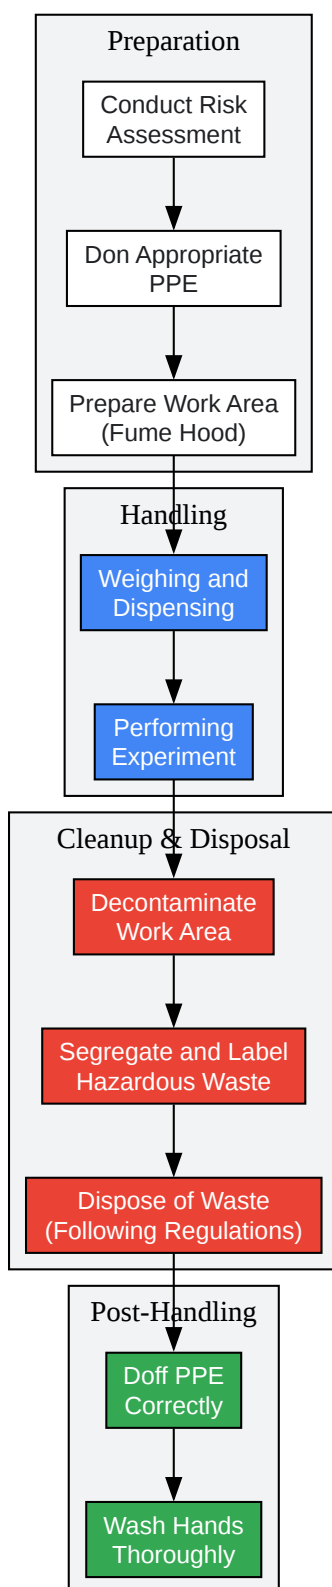 Preparation
Conduct Risk
Assessment
Don Appropriate
PPE
Prepare Work Area
(Fume Hood)
Handling
Weighing and
Dispensing
Performing
Experiment
Cleanup & Disposal
Decontaminate
Work Area
Segregate and Label
Hazardous Waste
Dispose of Waste
(Following Regulations)
Post-Handling
Doff PPE
Correctly
Wash Hands
Thoroughly